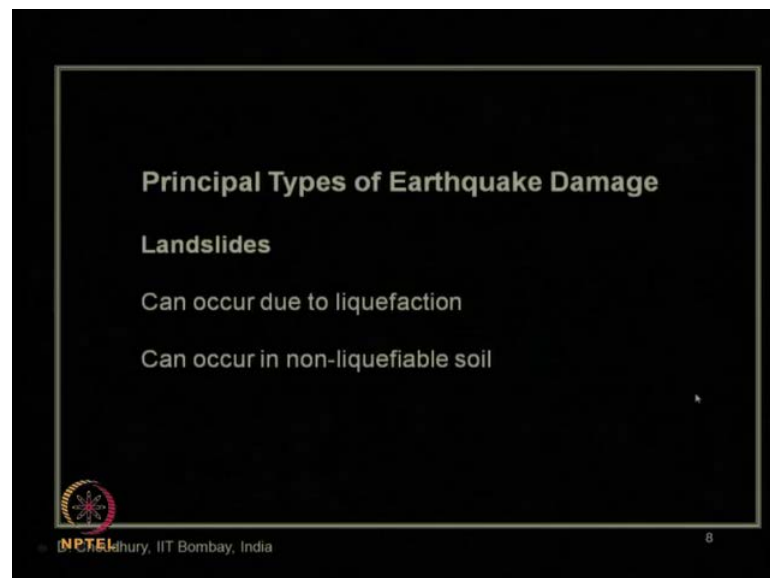 Principal Types of Earthquake Damage
Landslides
Can occur due to liquefaction
Can occur in non-liquefiable soil
NPTEL
Choudhury, IIT Bombay, India
8